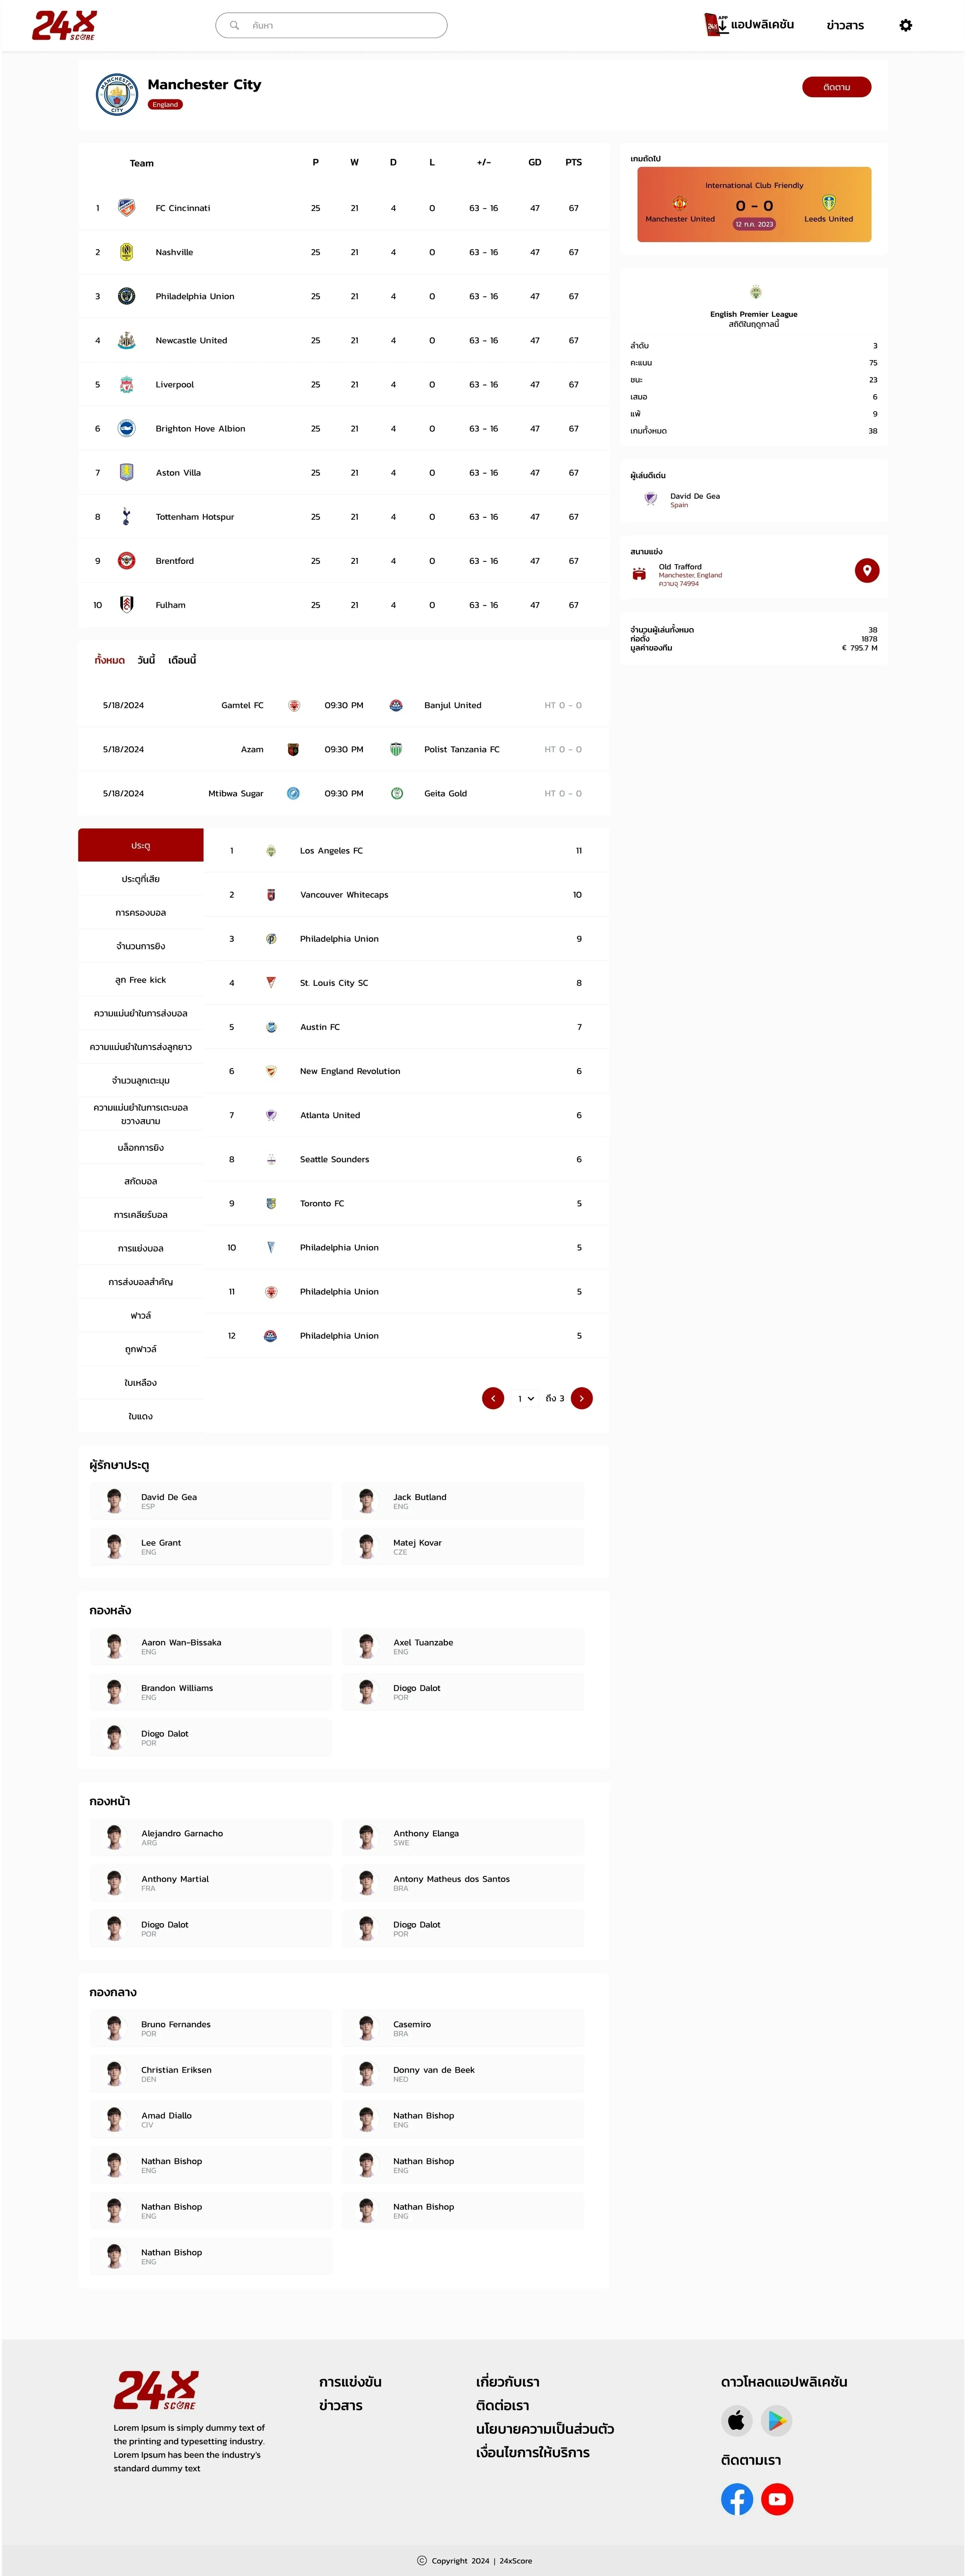 24X SCORE
ค้นหา
แอปพลิเคชัน
ข่าวสาร
Manchester City
England
ติดตาม
Team P W D L +/- GD PTS
1 FC Cincinnati 25 21 4 0 63 - 16 47 67
2 Nashville 25 21 4 0 63 - 16 47 67
3 Philadelphia Union 25 21 4 0 63 - 16 47 67
4 Newcastle United 25 21 4 0 63 - 16 47 67
5 Liverpool 25 21 4 0 63 - 16 47 67
6 Brighton Hove Albion 25 21 4 0 63 - 16 47 67
7 Aston Villa 25 21 4 0 63 - 16 47 67
8 Tottenham Hotspur 25 21 4 0 63 - 16 47 67
9 Brentford 25 21 4 0 63 - 16 47 67
10 Fulham 25 21 4 0 63 - 16 47 67
เกมถัดไป
International Club Friendly
0 - 0
Manchester United
Leeds United
12 ก.ค. 2023
English Premier League
สถิติในฤดูกาลนี้
ลำดับ 3
คะแนน 75
ชนะ 23
เสมอ 6
แพ้ 9
เกมทั้งหมด 38
ผู้เล่นดีเด่น
David De Gea
Spain
สนามแข่ง
Old Trafford
Manchester, England
ความจุ 74994
จำนวนผู้เล่นทั้งหมด 38
ก่อตั้ง 1878
มูลค่าของทีม € 795.7 M
ทั้งหมด วันนี้ เดือนนี้
5/18/2024 Gamtel FC 09:30 PM Banjul United HT 0 - 0
5/18/2024 Azam 09:30 PM Polist Tanzania FC HT 0 - 0
5/18/2024 Mtibwa Sugar 09:30 PM Geita Gold HT 0 - 0
ประตู
ประตูที่เสีย
การครองบอล
จำนวนการยิง
ลูก Free kick
ความแม่นยำในการส่งบอล
ความแม่นยำในการส่งลูกยาว
จำนวนลูกเตะมุม
ความแม่นยำในการเตะบอล
ขวางสนาม
บล็อกการยิง
สกัดบอล
การเคลียร์บอล
การแย่งบอล
การส่งบอลสำคัญ
ฟาวล์
ถูกฟาวล์
ใบเหลือง
ใบแดง
1 Los Angeles FC 11
2 Vancouver Whitecaps 10
3 Philadelphia Union 9
4 St. Louis City SC 8
5 Austin FC 7
6 New England Revolution 6
7 Atlanta United 6
8 Seattle Sounders 6
9 Toronto FC 5
10 Philadelphia Union 5
11 Philadelphia Union 5
12 Philadelphia Union 5
1 ถึง 3
ผู้รักษาประตู
David De Gea
ESP
Jack Butland
ENG
Lee Grant
ENG
Matej Kovar
CZE
กองหลัง
Aaron Wan-Bissaka
ENG
Axel Tuanzabe
ENG
Brandon Williams
ENG
Diogo Dalot
POR
Diogo Dalot
POR
กองหน้า
Alejandro Garnacho
ARG
Anthony Elanga
SWE
Anthony Martial
FRA
Antony Matheus dos Santos
BRA
Diogo Dalot
POR
Diogo Dalot
POR
กองกลาง
Bruno Fernandes
POR
Casemiro
BRA
Christian Eriksen
DEN
Donny van de Beek
NED
Amad Diallo
CIV
Nathan Bishop
ENG
Nathan Bishop
ENG
Nathan Bishop
ENG
Nathan Bishop
ENG
Nathan Bishop
ENG
Nathan Bishop
ENG
24X SCORE
Lorem Ipsum is simply dummy text of
the printing and typesetting industry.
Lorem Ipsum has been the industry's
standard dummy text
การแข่งขัน
ข่าวสาร
เกี่ยวกับเรา
ติดต่อเรา
นโยบายความเป็นส่วนตัว
เงื่อนไขการให้บริการ
ดาวโหลดแอปพลิเคชัน
ติดตามเรา
© Copyright 2024 | 24xScore